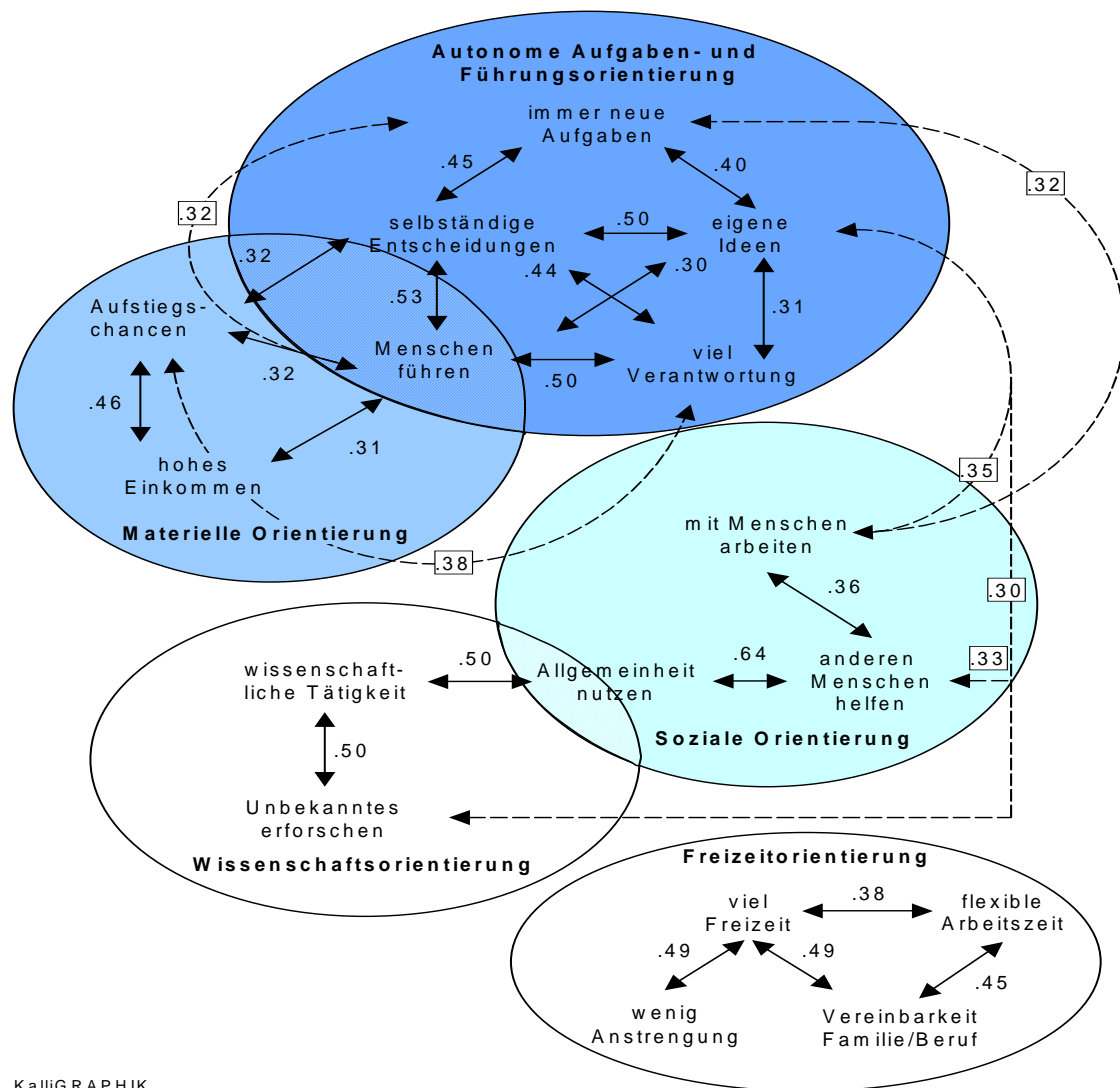 Autonome Aufgaben- und
Führungsorientierung
immer neue
Aufgaben
.45
.40
.32
.32
selbständige
Entscheidungen
.50
eigene
Ideen
.32
.44
.30
.53
.31
Aufstiegs-
chancen
Menschen
führen
.50
viel
Verantwortung
.32
.46
.31
hohes
Einkommen
Materielle Orientierung
.38
.35
mit Menschen
arbeiten
.36
.30
.33
Allgemeinheit
nutzen
.64
anderen
Menschen
helfen
Soziale Orientierung
wissenschaft-
liche Tätigkeit
.50
.50
Unbekanntes
erforschen
Wissenschaftsorientierung
Freizeitorientierung
viel
Freizeit
.38
flexible
Arbeitszeit
.49
.49
.45
wenig
Anstrengung
Vereinbarkeit
Familie/Beruf
KalliGRAPHIK